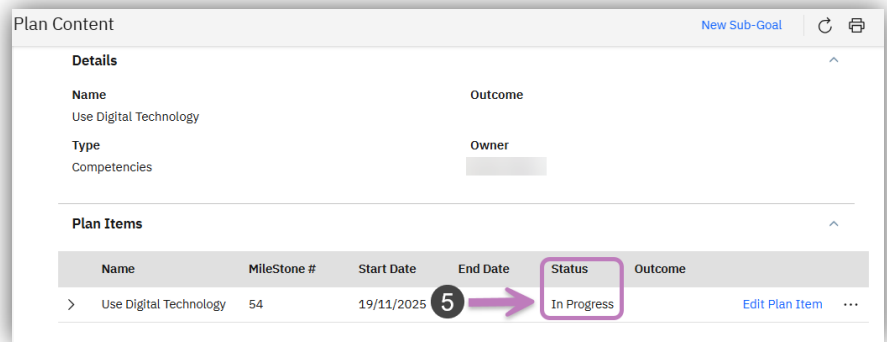 Plan Content
New Sub-Goal
Details
Name
Outcome
Use Digital Technology
Type
Owner
Competencies
Plan Items
Name MileStone # Start Date End Date Status Outcome
Use Digital Technology 54 19/11/2025 5 In Progress Edit Plan Item